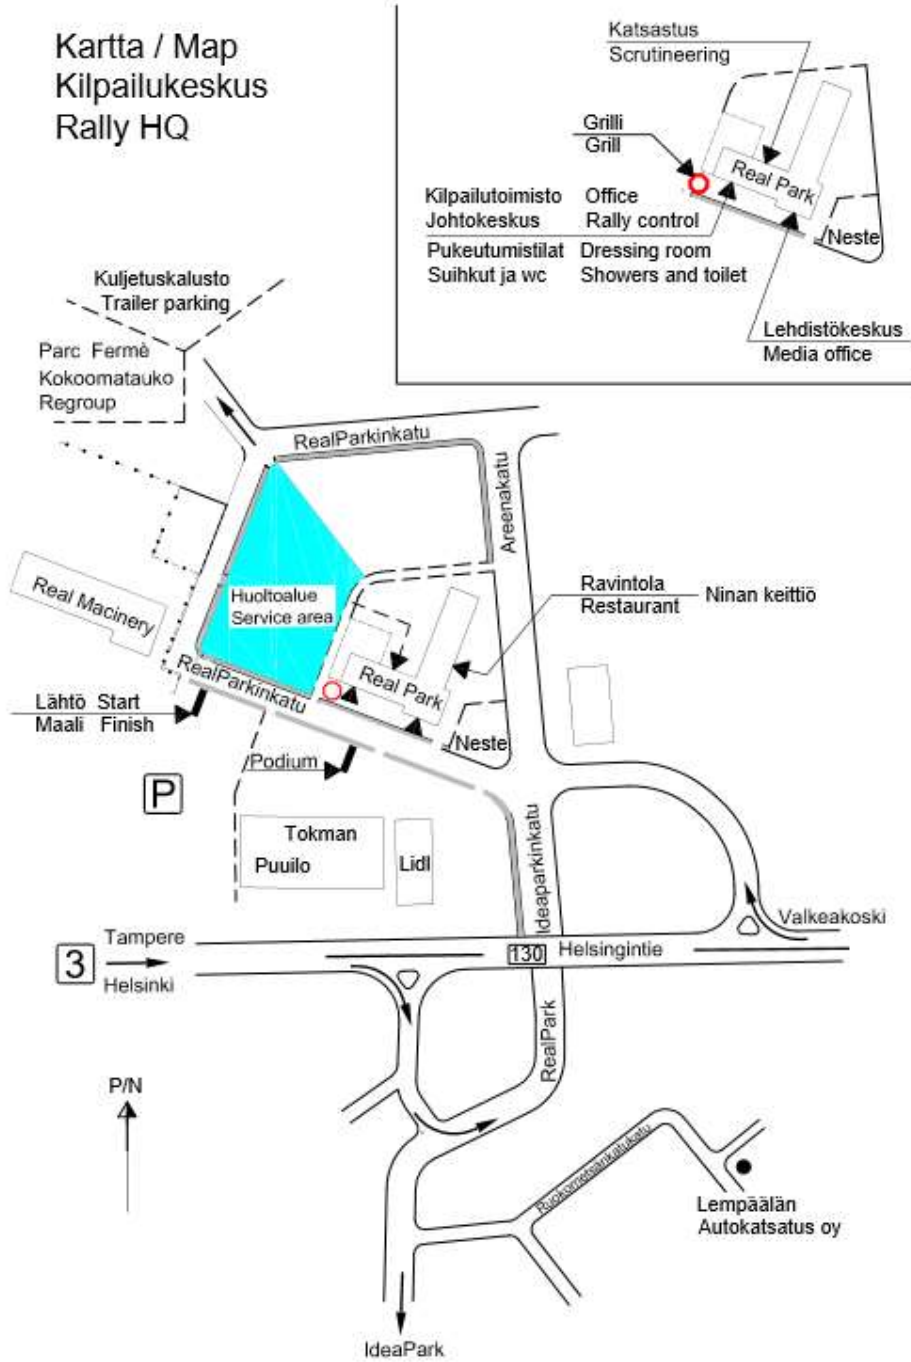 Kartta / Map
Kilpailukeskus
Rally HQ
Katsastus
Scrutineering
Grilli
Grill
Real Park
Kilpailutoimisto Office
Johtokeskus Rally control
Pukeutumistilat Dressing room
Suihkut ja wc Showers and toilet
Neste
Lehdistökeskus
Media office
Kuljetuskalusto
Trailer parking
Parc Fermè
Kokoomatauko
Regroup
RealParkinkatu
Areenakatu
Real Macinery
Huoltoalue
Service area
Ravintola
Restaurant
Ninan keittiö
Real Park
RealParkinkatu
Lähtö Start
Maali Finish
Neste
Podium
P
Tokman
Puuilo
Lidl
Ideaparkinkatu
Valkeakoski
Tampere
3
Helsinki
130
Helsingintie
RealPark
P/N
Ruokometsänkatukatu
Lempäälän
Autokatsatus oy
IdeaPark